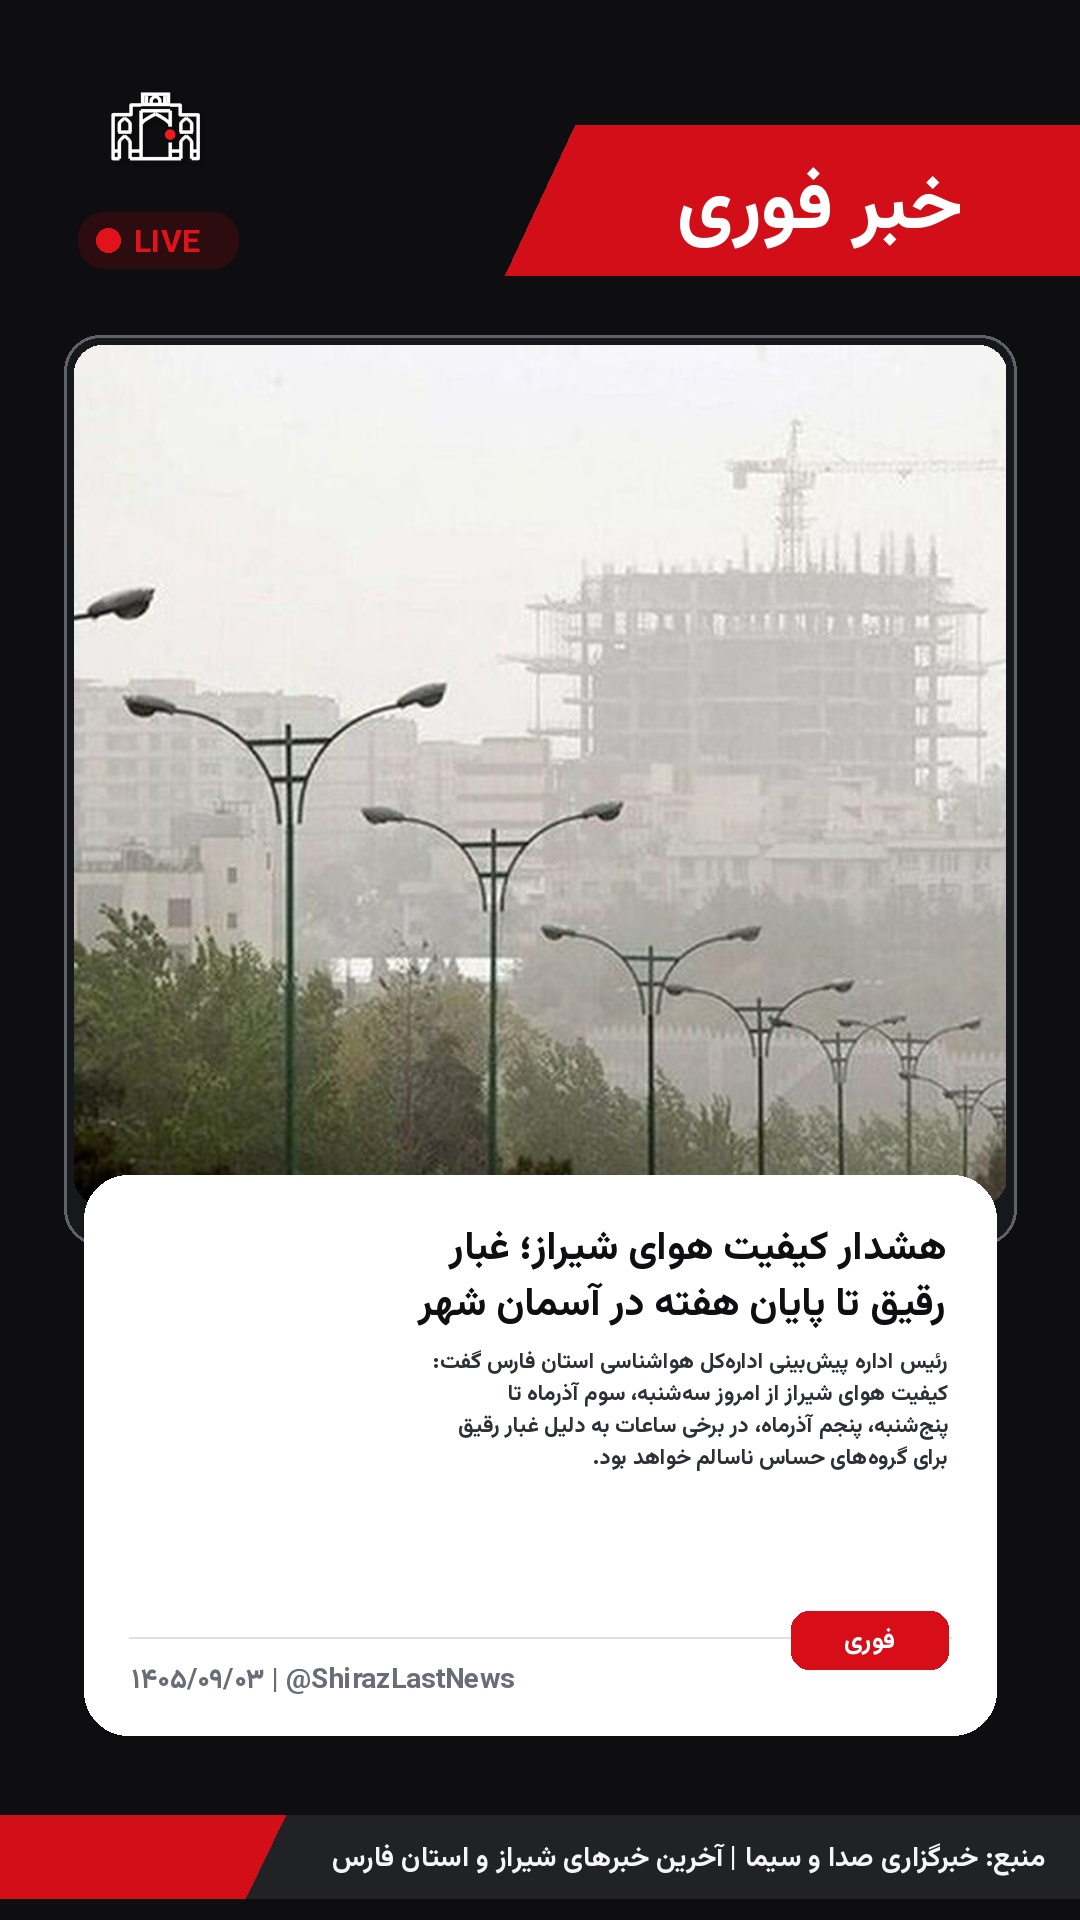 خبر فوری
LIVE
هشدار کیفیت هوای شیراز؛ غبار
رقیق تا پایان هفته در آسمان شهر
رئیس اداره پیش‌بینی اداره‌کل هواشناسی استان فارس گفت:
کیفیت هوای شیراز از امروز سه‌شنبه، سوم آذرماه تا
پنج‌شنبه، پنجم آذرماه، در برخی ساعات به دلیل غبار رقیق
برای گروه‌های حساس ناسالم خواهد بود.
فوری
۱۴۰۵/۰۹/۰۳ | @ShirazLastNews
منبع: خبرگزاری صدا و سیما | آخرین خبرهای شیراز و استان فارس